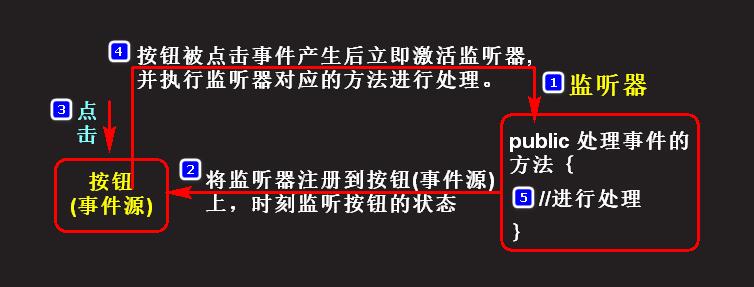 4 按钮被点击事件产生后立即激活监听器,
并执行监听器对应的方法进行处理。
1 监听器
3 点
击
public 处理事件的
方法 {
5 //进行处理
}
2 将监听器注册到按钮(事件源)
上，时刻监听按钮的状态
按钮
(事件源)